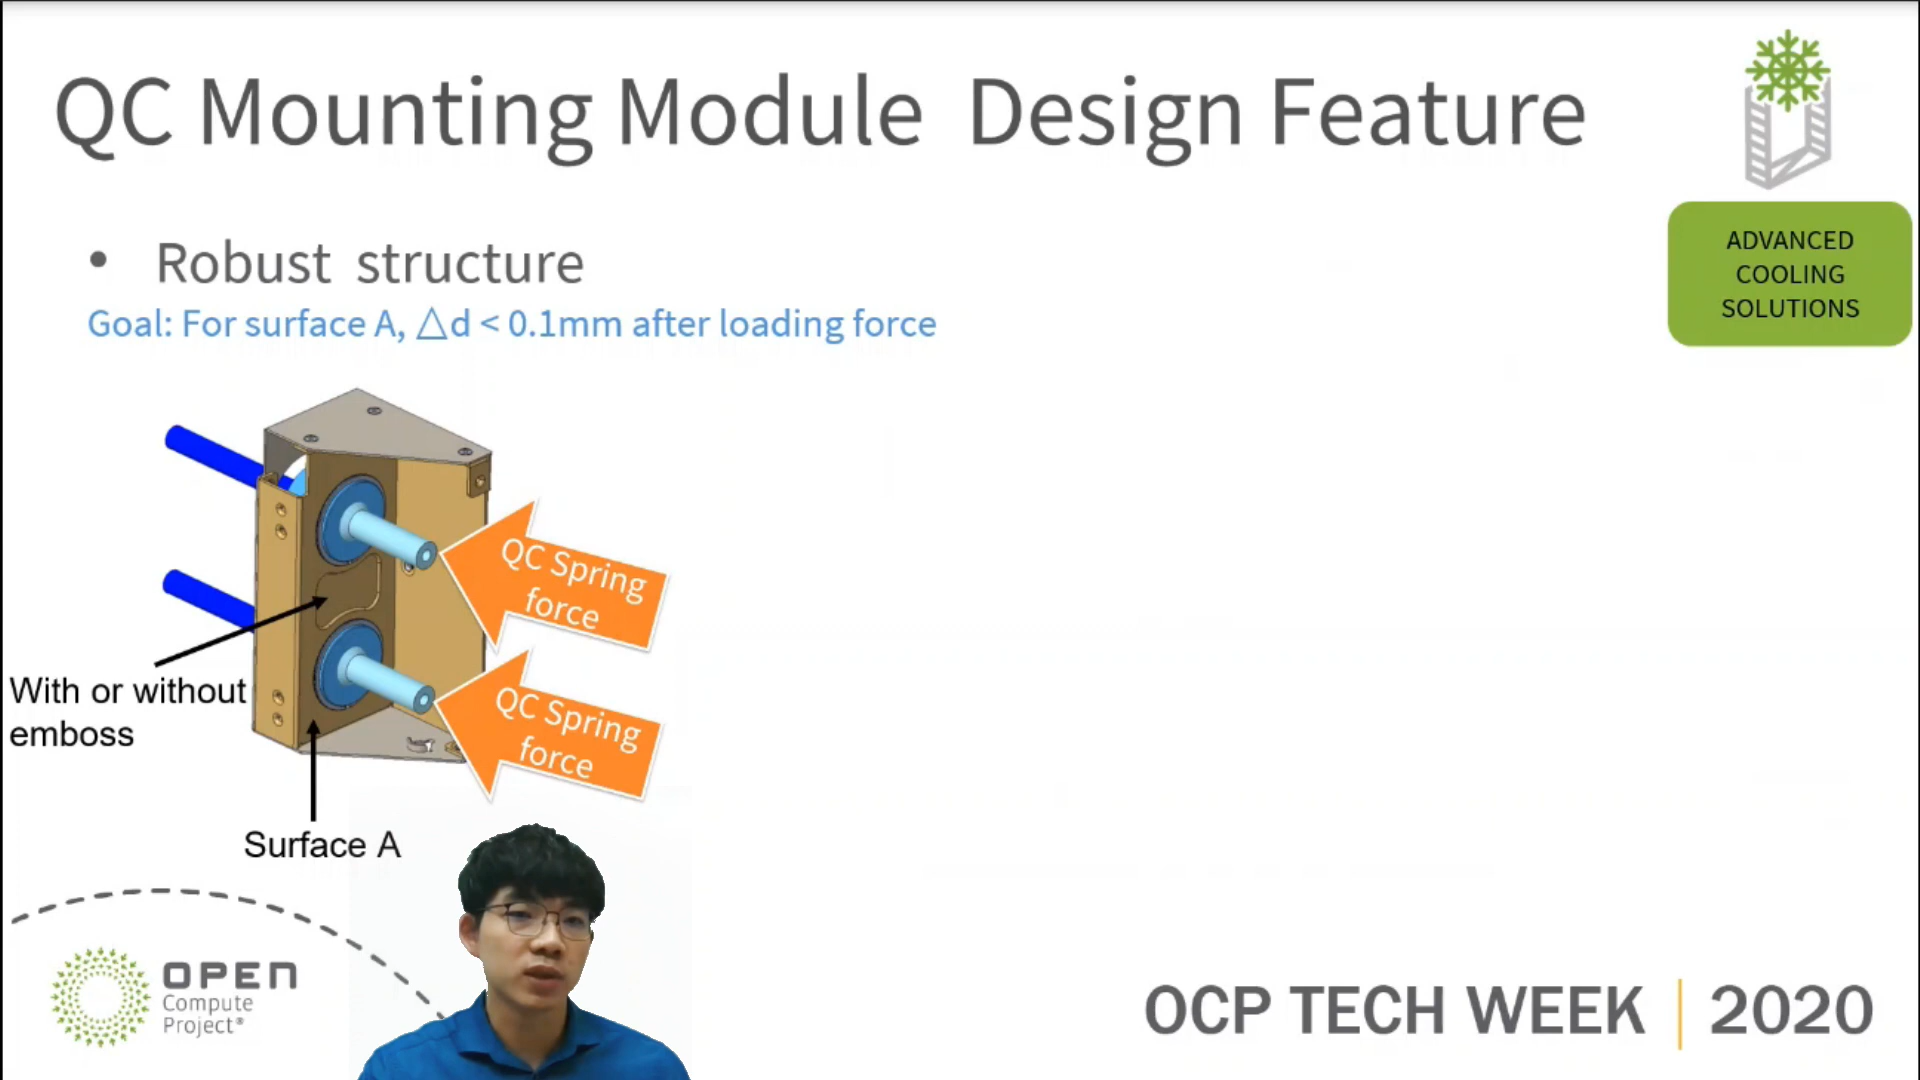 QC Mounting Module  Design Feature
• Robust  structure
Goal: For surface A, △d < 0.1mm after loading force
ADVANCED
COOLING
SOLUTIONS
QC Spring
force
QC Spring
force
With or without
emboss
Surface A
OPEN
Compute
Project®
OCP TECH WEEK | 2020